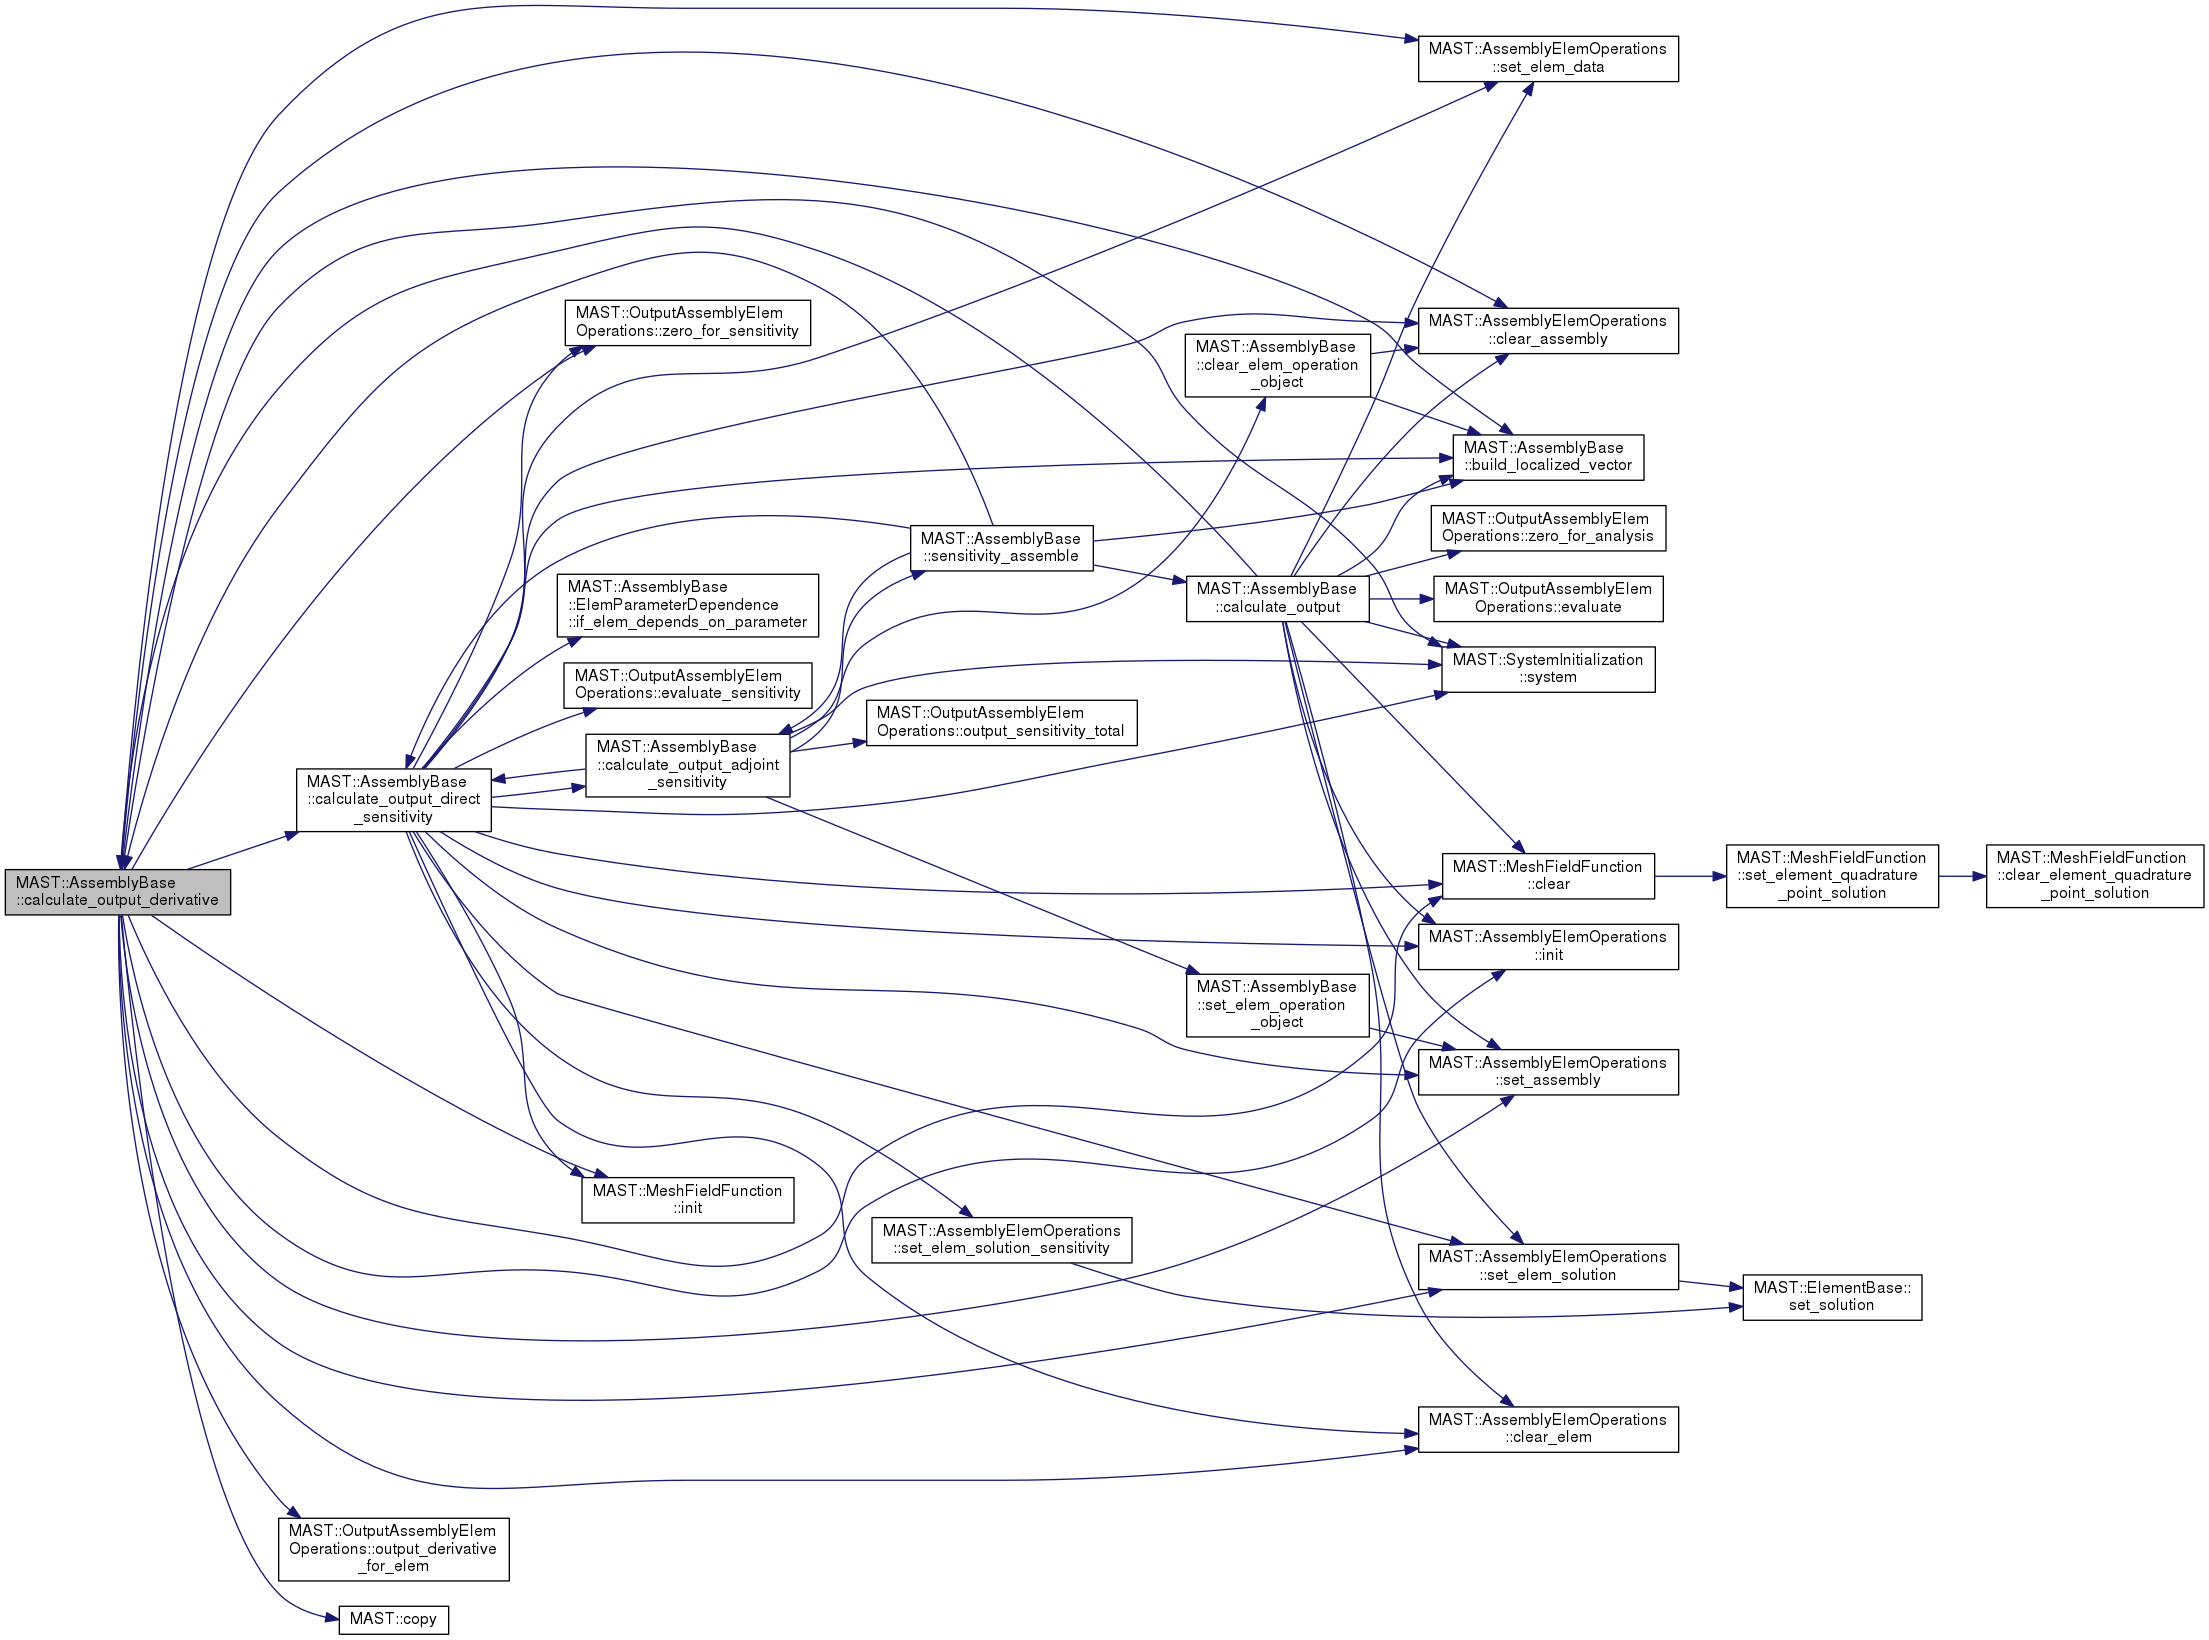 MAST::AssemblyElemOperations
::set_elem_data
MAST::OutputAssemblyElem
Operations::zero_for_sensitivity
MAST::AssemblyElemOperations
::clear_assembly
MAST::AssemblyBase
::clear_elem_operation
_object
MAST::AssemblyBase
::build_localized_vector
MAST::OutputAssemblyElem
Operations::zero_for_analysis
MAST::AssemblyBase
::sensitivity_assemble
MAST::AssemblyBase
::calculate_output
MAST::OutputAssemblyElem
Operations::evaluate
MAST::AssemblyBase
::ElemParameterDependence
::if_elem_depends_on_parameter
MAST::SystemInitialization
::system
MAST::OutputAssemblyElem
Operations::evaluate_sensitivity
MAST::OutputAssemblyElem
Operations::output_sensitivity_total
MAST::AssemblyBase
::calculate_output_adjoint
_sensitivity
MAST::AssemblyBase
::calculate_output_direct
_sensitivity
MAST::AssemblyBase
::calculate_output_derivative
MAST::MeshFieldFunction
::clear
MAST::MeshFieldFunction
::set_element_quadrature
_point_solution
MAST::MeshFieldFunction
::clear_element_quadrature
_point_solution
MAST::AssemblyElemOperations
::init
MAST::AssemblyBase
::set_elem_operation
_object
MAST::AssemblyElemOperations
::set_assembly
MAST::MeshFieldFunction
::init
MAST::AssemblyElemOperations
::set_elem_solution_sensitivity
MAST::AssemblyElemOperations
::set_elem_solution
MAST::ElementBase::
set_solution
MAST::AssemblyElemOperations
::clear_elem
MAST::OutputAssemblyElem
Operations::output_derivative
_for_elem
MAST::copy